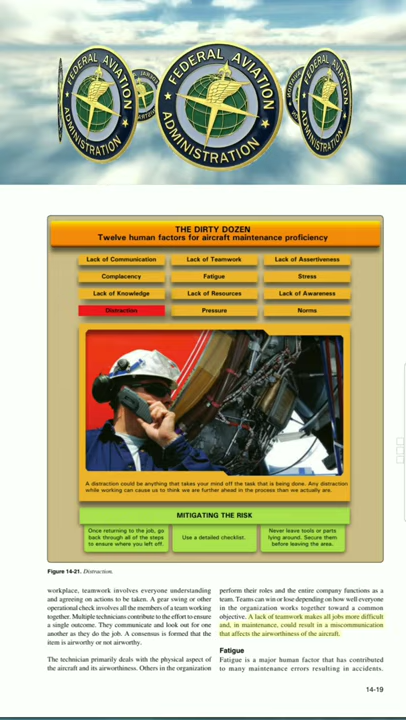 FEDERAL AVIATION
ADMINISTRATION
FEDERAL AVIATION
ADMINISTRATION
FEDERAL AVIATION
ADMINISTRATION
THE DIRTY DOZEN
Twelve human factors for aircraft maintenance proficiency
Lack of Communication
Lack of Teamwork
Lack of Assertiveness
Complacency
Fatigue
Stress
Lack of Knowledge
Lack of Resources
Lack of Awareness
Distraction
Pressure
Norms
A distraction could be anything that takes your mind off the task that is being done. Any distraction
while working can cause us to think we are further ahead in the process than we actually are.
MITIGATING THE RISK
Once returning to the job, go
back through all of the steps
to ensure where you left off.
Use a detailed checklist.
Never leave tools or parts
lying around. Secure them
before leaving the area.
Figure 14-21. Distraction.
workplace, teamwork involves everyone understanding
and agreeing on actions to be taken. A gear swing or other
operational check involves all the members of a team working
together. Multiple technicians contribute to the effort to ensure
a single outcome. They communicate and look out for one
another as they do the job. A consensus is formed that the
item is airworthy or not airworthy.
The technician primarily deals with the physical aspect of
the aircraft and its airworthiness. Others in the organization
perform their roles and the entire company functions as a
team. Teams can win or lose depending on how well everyone
in the organization works together toward a common
objective. A lack of teamwork makes all jobs more difficult
and, in maintenance, could result in a miscommunication
that affects the airworthiness of the aircraft.
Fatigue
Fatigue is a major human factor that has contributed
to many maintenance errors resulting in accidents.
14-19